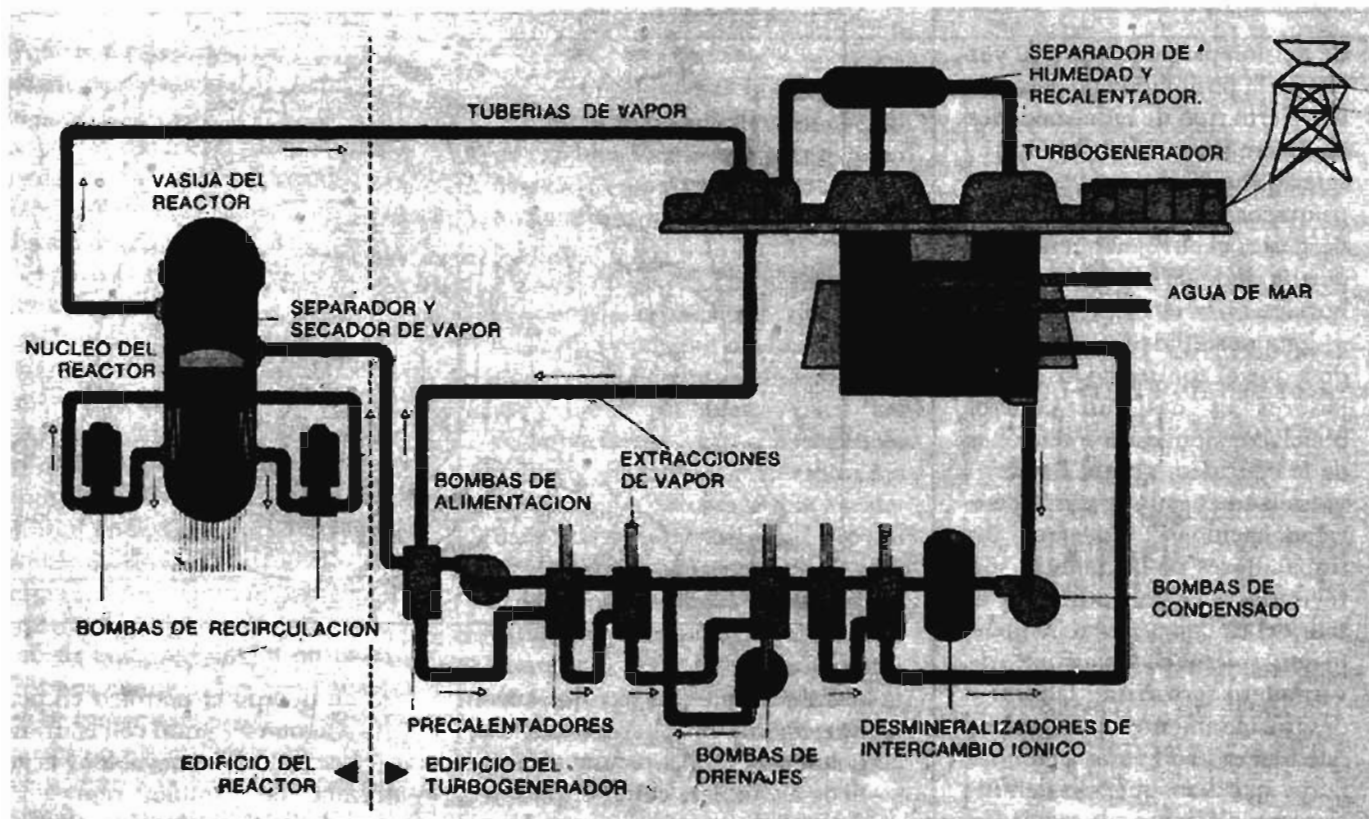 SEPARADOR DE
HUMEDAD Y
RECALENTADOR.
TUBERIAS DE VAPOR
TURBOGENERADOR
VASIJA DEL
REACTOR
AGUA DE MAR
SEPARADOR Y
SECADOR DE VAPOR
NUCLEO DEL
REACTOR
EXTRACCIONES
DE VAPOR
BOMBAS DE
ALIMENTACION
BOMBAS DE
CONDENSADO
BOMBAS DE RECIRCULACION
PRECALENTADORES
BOMBAS DE
DRENAJES
DESMINERALIZADORES DE
INTERCAMBIO IONICO
EDIFICIO DEL
REACTOR
EDIFICIO DEL
TURBOGENERADOR